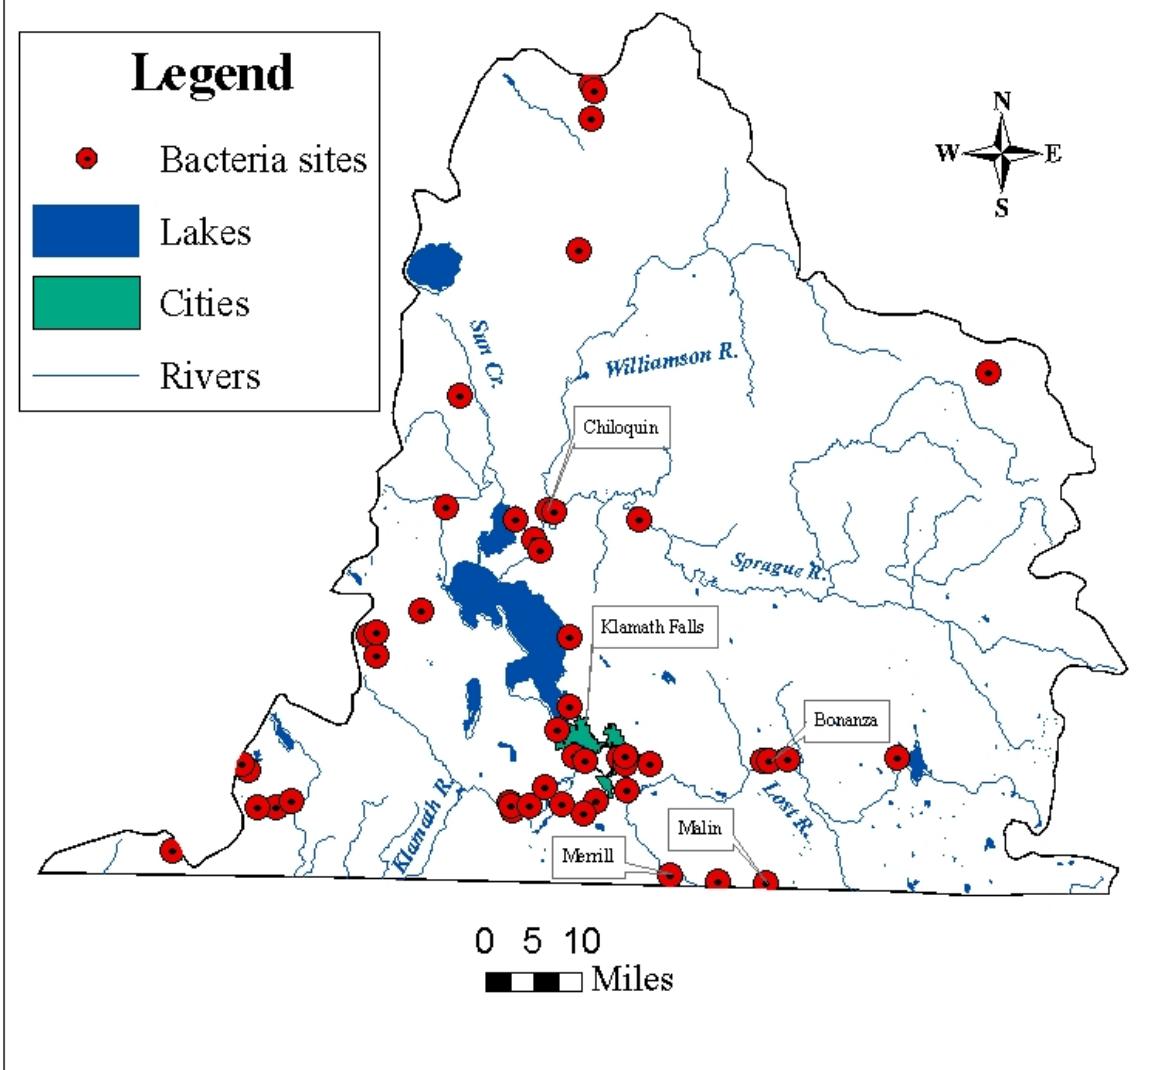 Legend
Bacteria sites
Lakes
Cities
Rivers
N
W E
S
Sun Cr.
Williamson R.
Chiloquin
Sprague R.
Klamath Falls
Bonanza
Klamath R.
Lost R.
Malin
Merrill
0 5 10
Miles